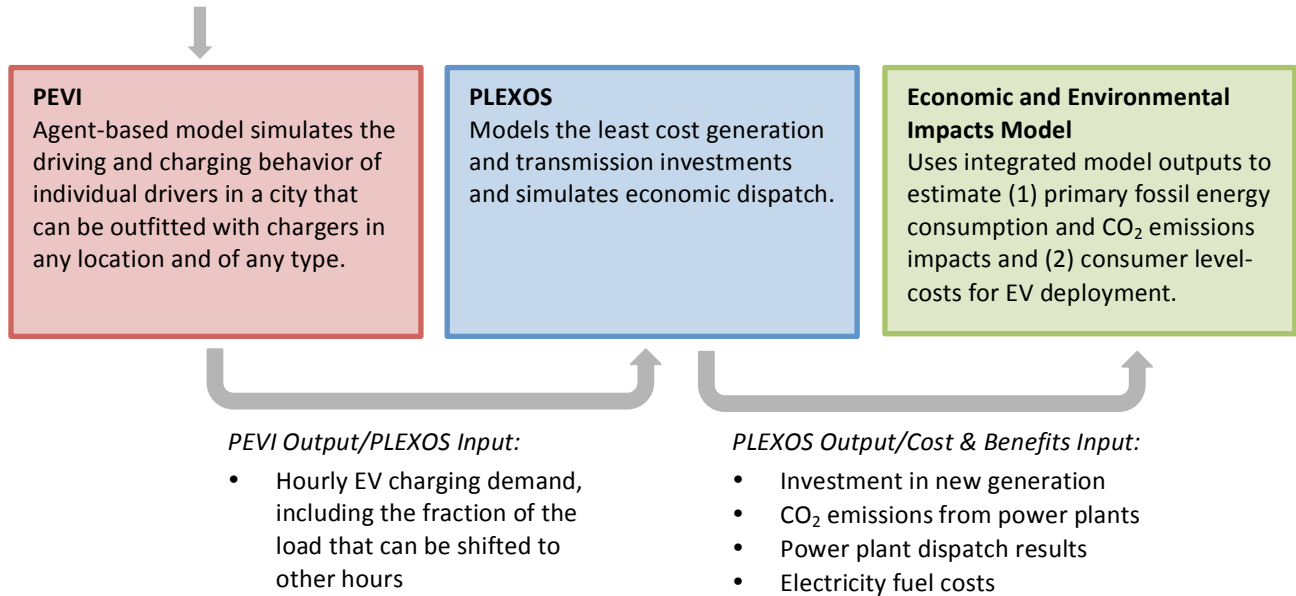 PEVI
Agent-based model simulates the
driving and charging behavior of
individual drivers in a city that
can be outfitted with chargers in
any location and of any type.
PLEXOS
Models the least cost generation
and transmission investments
and simulates economic dispatch.
Economic and Environmental
Impacts Model
Uses integrated model outputs to
estimate (1) primary fossil energy
consumption and CO₂ emissions
impacts and (2) consumer level-
costs for EV deployment.
PEVI Output/PLEXOS Input:
• Hourly EV charging demand,
including the fraction of the
load that can be shifted to
other hours
PLEXOS Output/Cost & Benefits Input:
• Investment in new generation
• CO₂ emissions from power plants
• Power plant dispatch results
• Electricity fuel costs